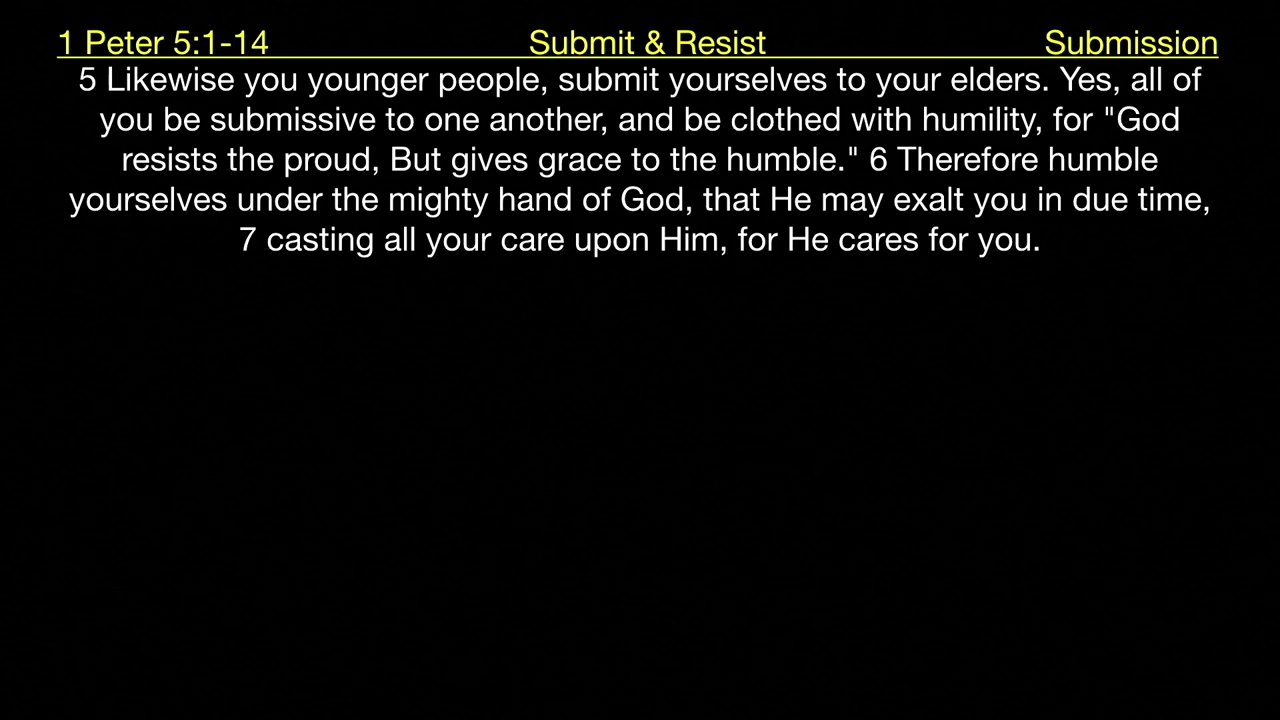 1 Peter 5:1-14 Submit & Resist Submission
5 Likewise you younger people, submit yourselves to your elders. Yes, all of
you be submissive to one another, and be clothed with humility, for "God
resists the proud, But gives grace to the humble." 6 Therefore humble
yourselves under the mighty hand of God, that He may exalt you in due time,
7 casting all your care upon Him, for He cares for you.